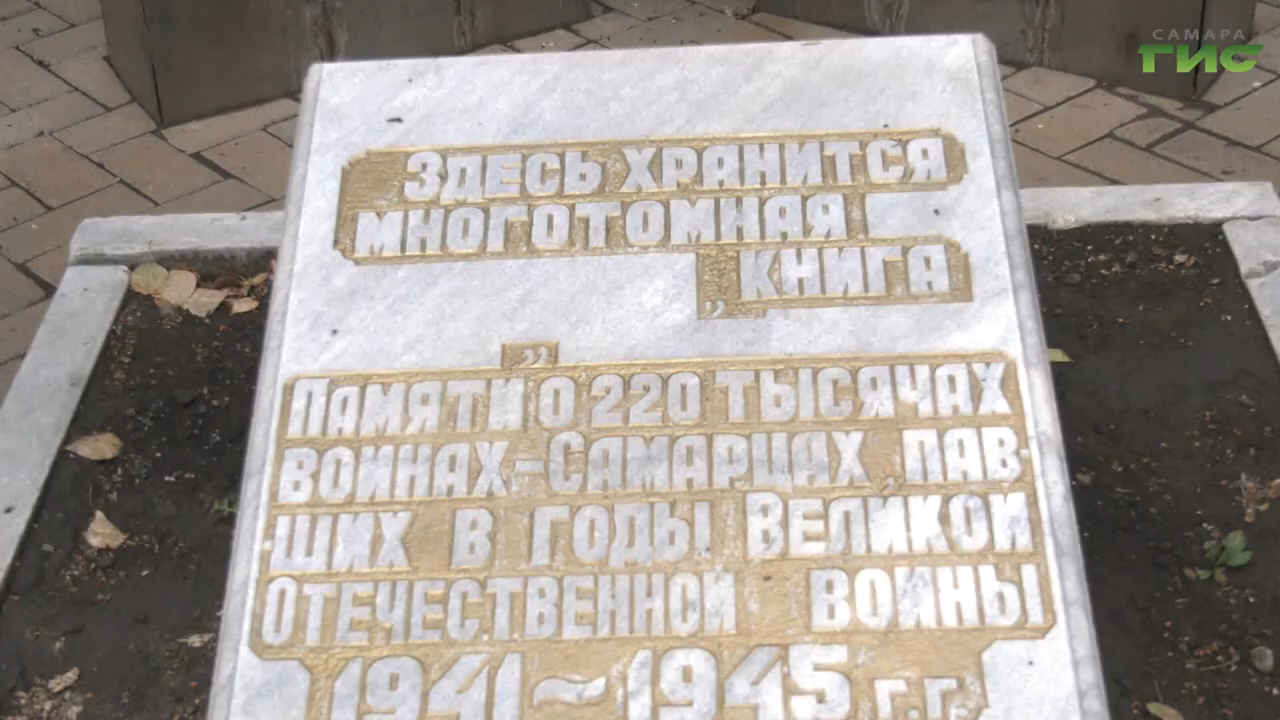 САМАРА
ГИС
ЗДЕСЬ ХРАНИТСЯ
МНОГОТОМНАЯ
„КНИГА
ПАМЯТИ” О 220 ТЫСЯЧАХ
ВОИНАХ-САМАРЦАХ, ПАВ-
ШИХ В ГОДЫ ВЕЛИКОЙ
ОТЕЧЕСТВЕННОЙ ВОЙНЫ
1941~1945 г.г.